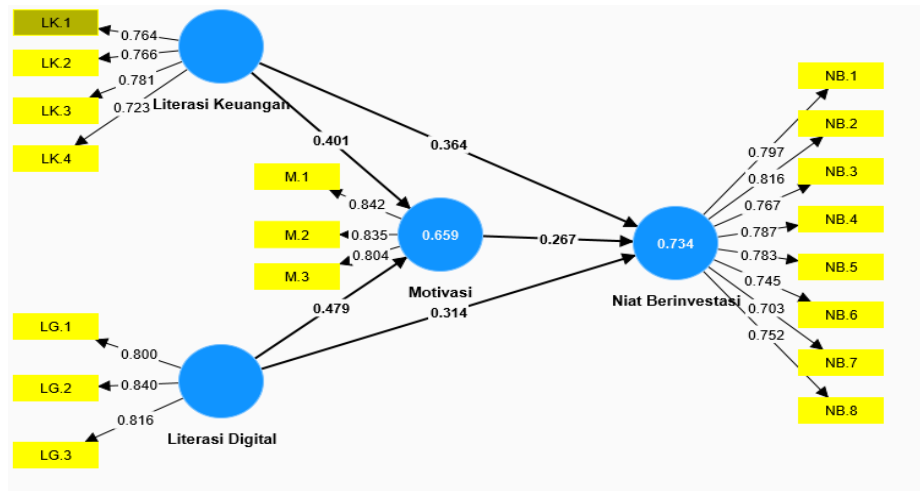 LK.1
0.764
LK.2
0.766
LK.3
0.781
LK.4
0.723
Literasi Keuangan
0.401
0.364
M.1
0.842
M.2
0.835
M.3
0.804
0.659
Motivasi
0.267
0.479
0.314
LG.1
0.800
LG.2
0.840
LG.3
0.816
Literasi Digital
0.734
Niat Berinvestasi
NB.1
0.797
NB.2
0.816
NB.3
0.767
NB.4
0.787
NB.5
0.783
NB.6
0.745
NB.7
0.703
NB.8
0.752